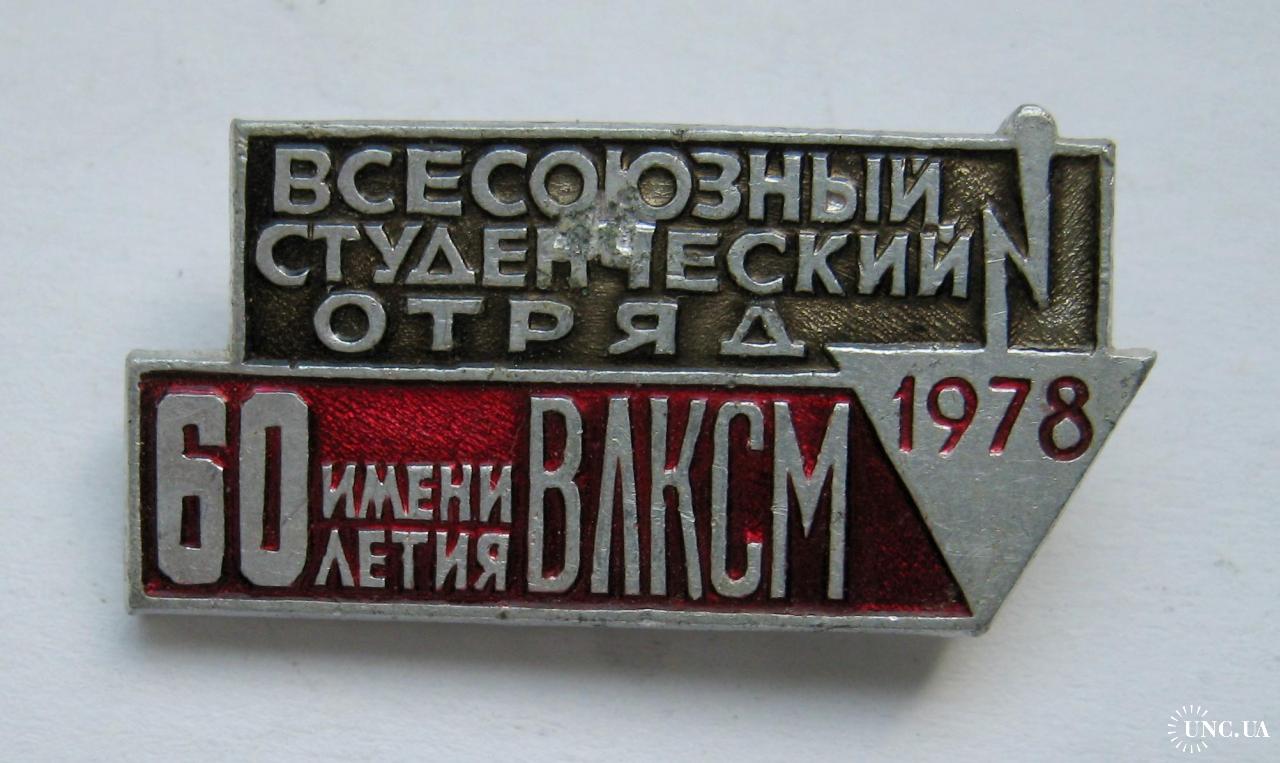 ВСЕСОЮЗНЫЙ
СТУДЕНЧЕСКИЙ
ОТРЯД
60 ИМЕНИ ВЛКСМ
ЛЕТИЯ
1978
UNC.UA